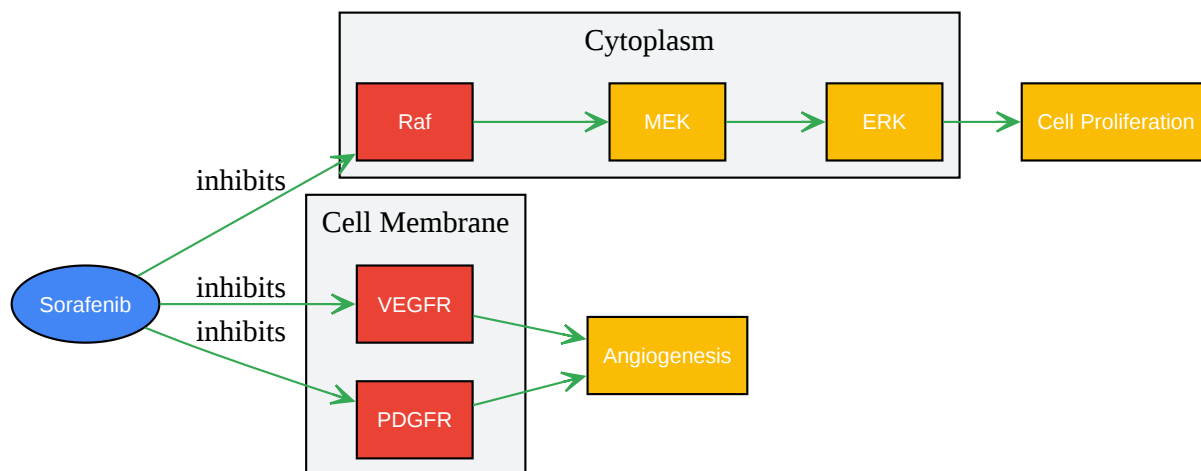 Cytoplasm
Raf
MEK
ERK
Cell Proliferation
inhibits
Cell Membrane
Sorafenib
inhibits
VEGFR
inhibits
Angiogenesis
PDGFR